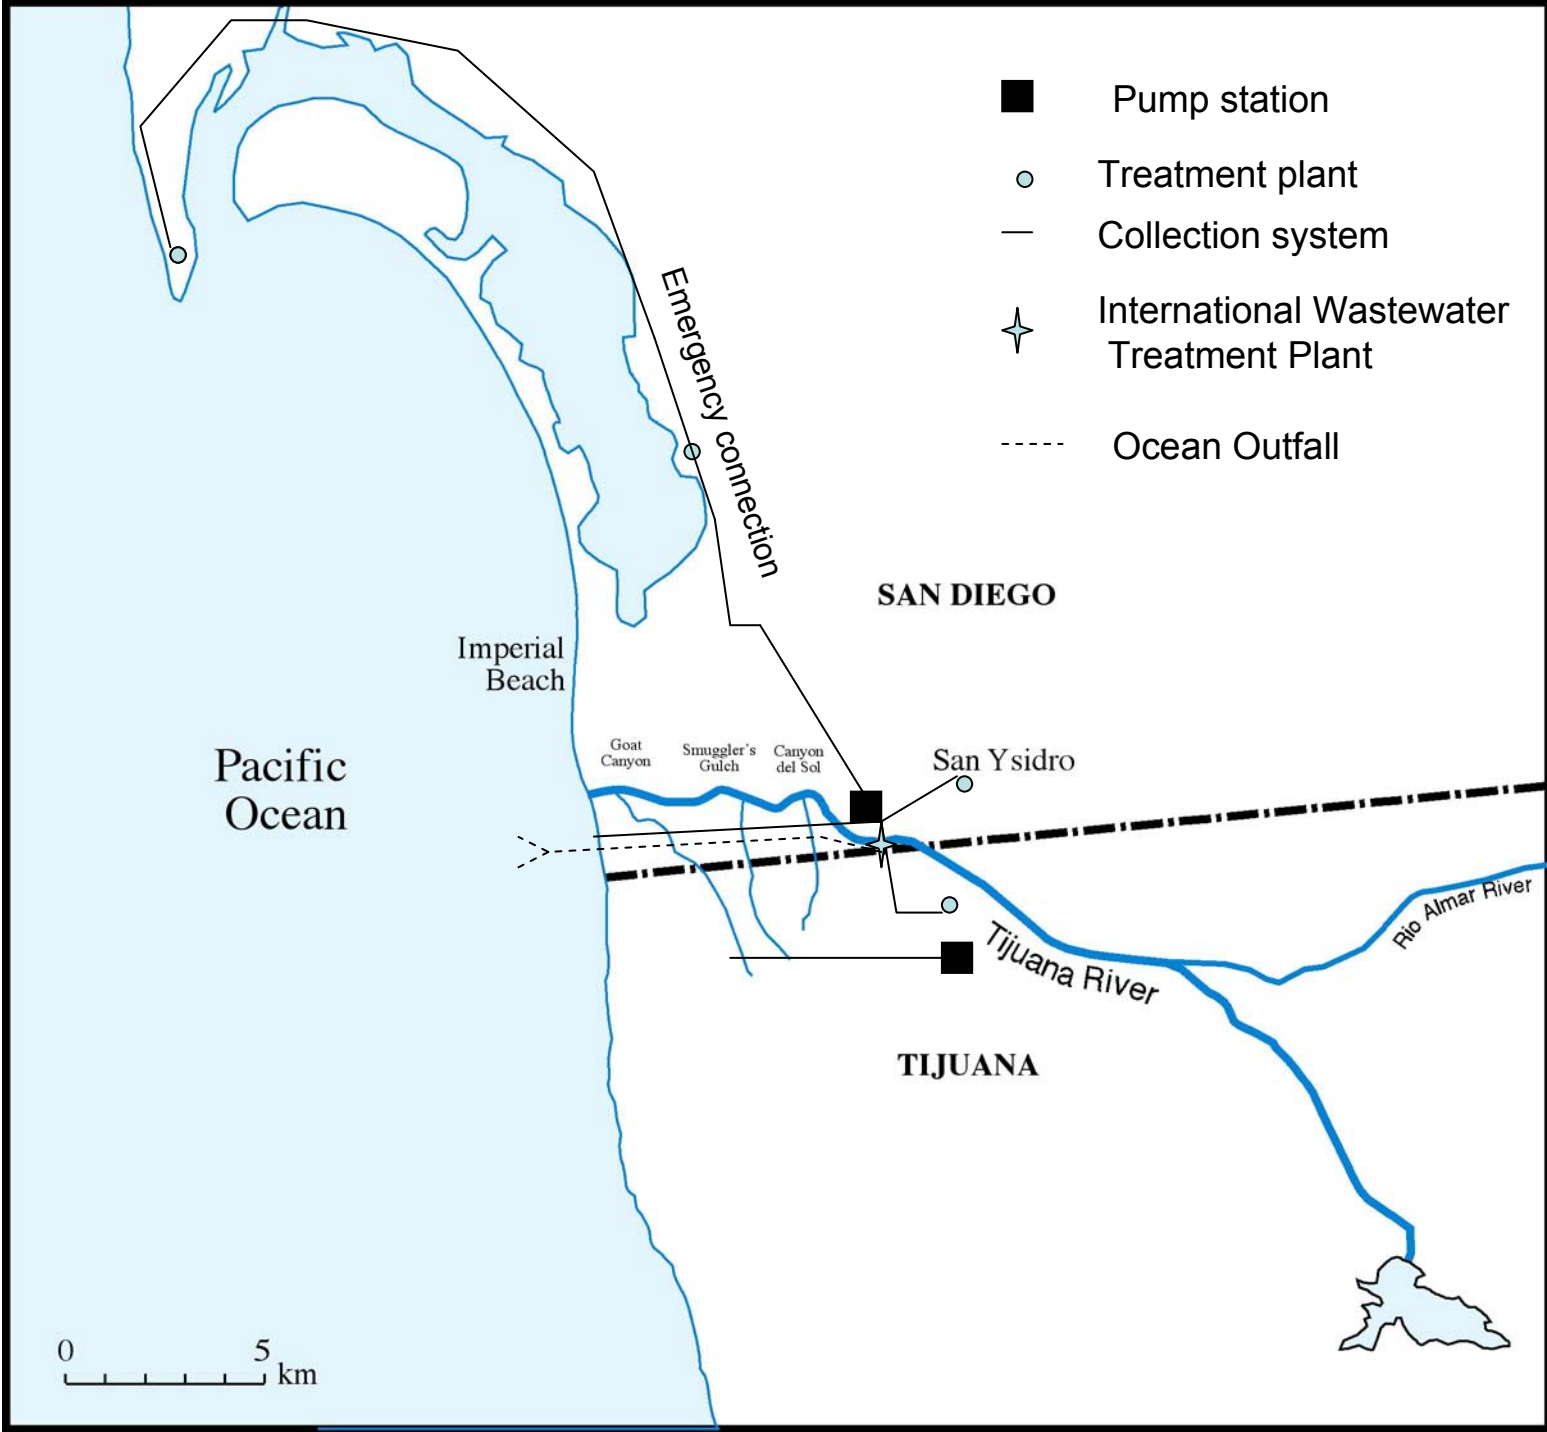 Pump station
Treatment plant
Collection system
International Wastewater
Treatment Plant
Ocean Outfall
Emergency connection
SAN DIEGO
Imperial
Beach
Pacific
Ocean
Goat
Canyon
Smuggler's
Gulch
Canyon
del Sol
San Ysidro
Rio Almar River
Tijuana River
TIJUANA
0 5
km